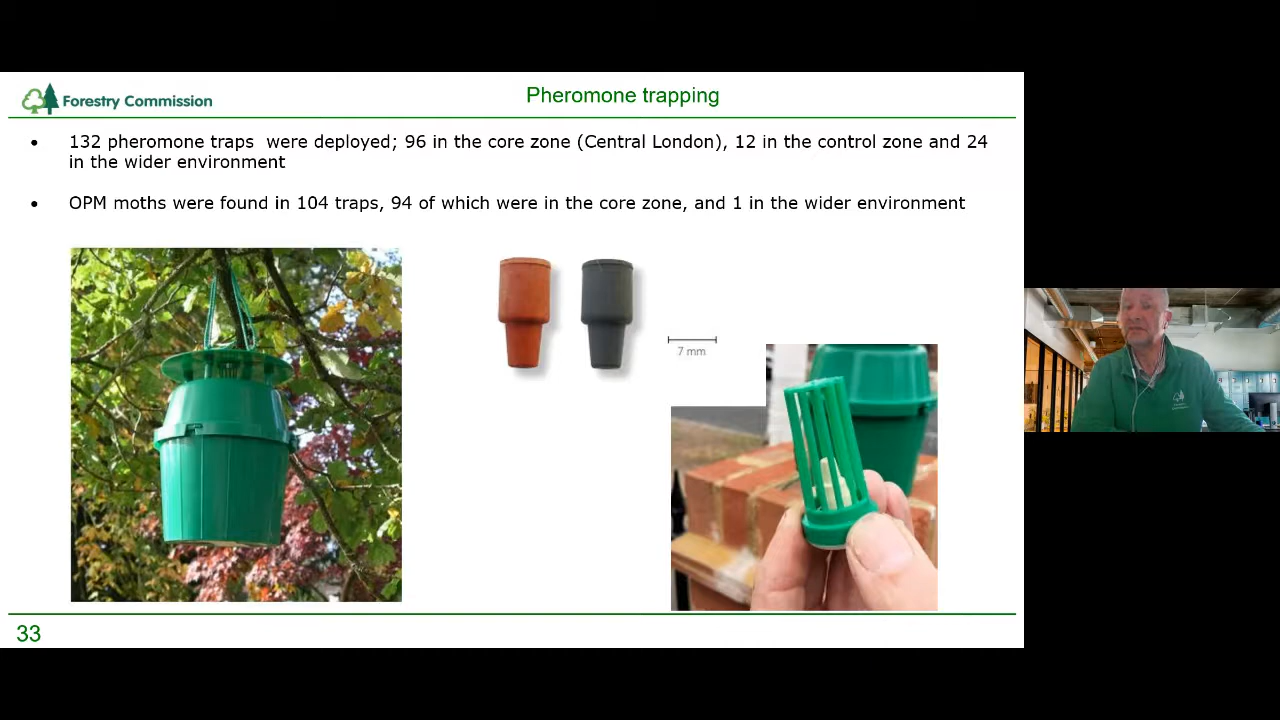 Forestry Commission
Pheromone trapping
• 132 pheromone traps were deployed; 96 in the core zone (Central London), 12 in the control zone and 24
in the wider environment
• OPM moths were found in 104 traps, 94 of which were in the core zone, and 1 in the wider environment
7 mm
33